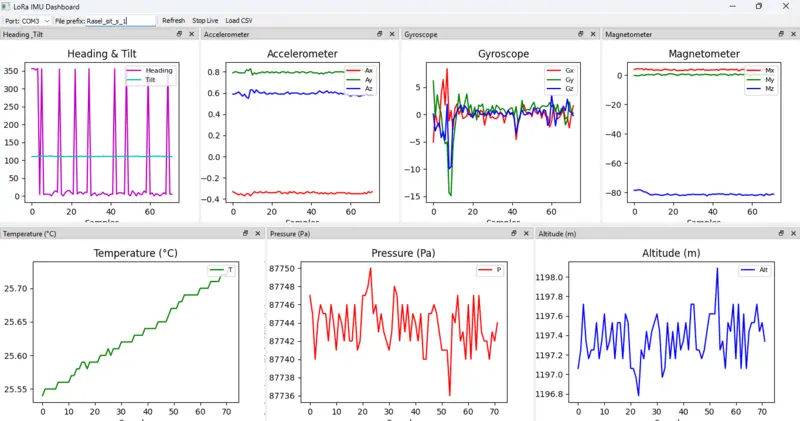 LoRa IMU Dashboard
Port: COM3 File prefix: Rasel_sit_s_1 Refresh Stop Live Load CSV
Heading_Tilt Accelerometer Gyroscope Magnetometer
Heading & Tilt
Heading
Tilt
350
300
250
200
150
100
50
0
0 20 40 60
Accelerometer
Ax
Ay
Az
0.8
0.6
0.4
0.2
0.0
−0.2
−0.4
0 20 40 60
Samples
Gyroscope
Gx
Gy
Gz
5
0
−5
−10
−15
0 20 40 60
Magnetometer
Mx
My
Mz
0
−20
−40
−60
−80
0 20 40 60
Temperature (°C) Pressure (Pa) Altitude (m)
Temperature (°C)
T
25.70
25.65
25.60
25.55
0 10 20 30 40 50 60 70
Pressure (Pa)
P
87750
87748
87746
87744
87742
87740
87738
87736
0 10 20 30 40 50 60 70
Altitude (m)
Alt
1198.0
1197.8
1197.6
1197.4
1197.2
1197.0
1196.8
0 10 20 30 40 50 60 70